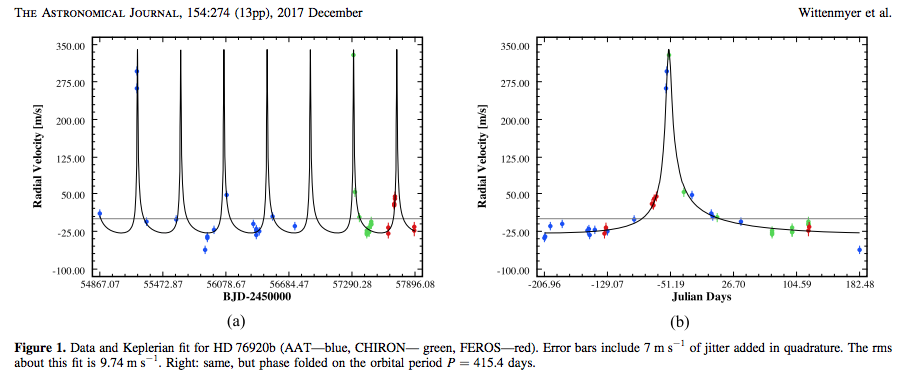 THE ASTRONOMICAL JOURNAL, 154:274 (13pp), 2017 December
Wittenmyer et al.
350.00
275.00
200.00
125.00
50.00
-25.00
-100.00
Radial Velocity [m/s]
54867.07 55472.87 56078.67 56684.47 57290.28 57896.08
BJD-2450000
(a)
350.00
275.00
200.00
125.00
50.00
-25.00
-100.00
Radial Velocity [m/s]
-206.96 -129.07 -51.19 26.70 104.59 182.48
Julian Days
(b)
Figure 1. Data and Keplerian fit for HD 76920b (AAT—blue, CHIRON— green, FEROS—red). Error bars include 7 m s⁻¹ of jitter added in quadrature. The rms
about this fit is 9.74 m s⁻¹. Right: same, but phase folded on the orbital period P = 415.4 days.